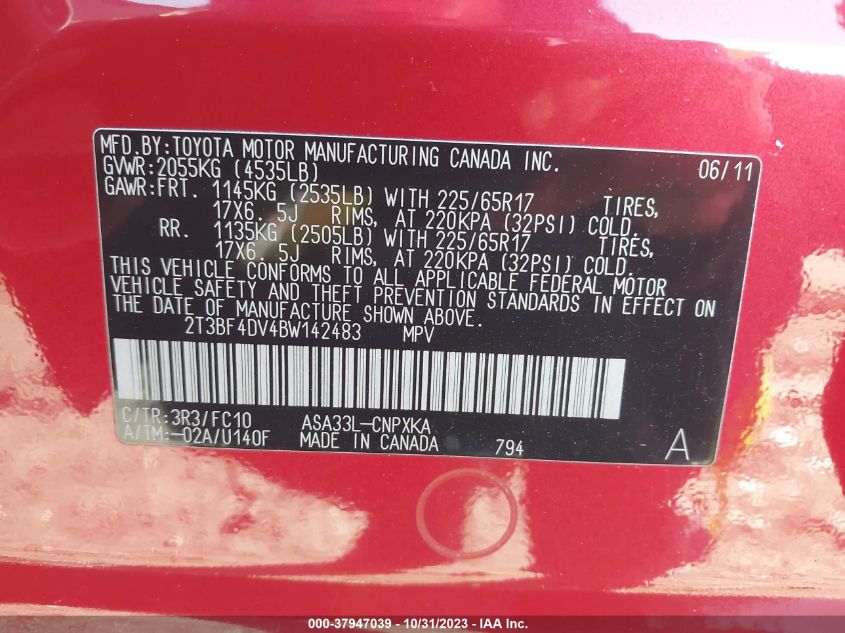 MFD.BY:TOYOTA MOTOR MANUFACTURING CANADA INC. 06/11
GVWR:2055KG (4535LB)
GAWR:FRT. 1145KG (2535LB) WITH 225/65R17 TIRES,
17X6. 5J RIMS, AT 220KPA (32PSI) COLD.
RR. 1135KG (2505LB) WITH 225/65R17 TIRES,
17X6. 5J RIMS, AT 220KPA (32PSI) COLD.
THIS VEHICLE CONFORMS TO ALL APPLICABLE FEDERAL MOTOR
VEHICLE SAFETY AND THEFT PREVENTION STANDARDS IN EFFECT ON
THE DATE OF MANUFACTURE SHOWN ABOVE.
2T3BF4DV4BW142483 MPV
C/TR:3R3/FC10 ASA33L-CNPXKA
A/TM:-02A/U140F MADE IN CANADA 794 A
000-37947039 - 10/31/2023 - IAA Inc.